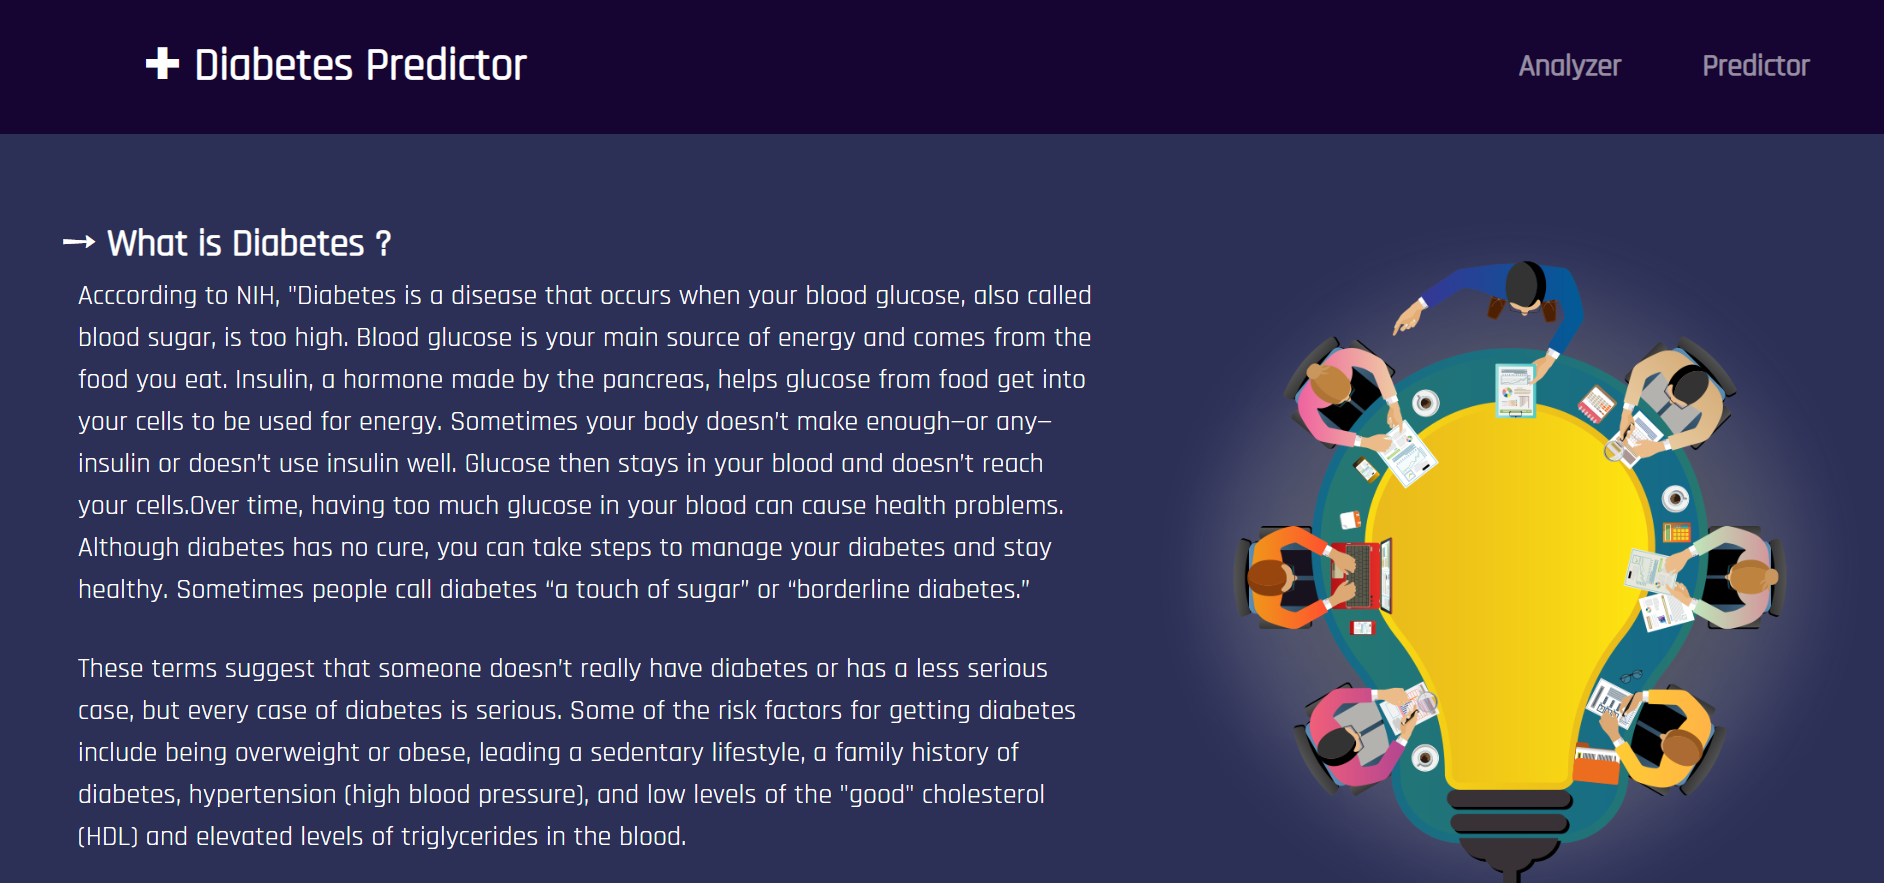 Diabetes Predictor
Analyzer
Predictor
What is Diabetes ?
Acccording to NIH, "Diabetes is a disease that occurs when your blood glucose, also called
blood sugar, is too high. Blood glucose is your main source of energy and comes from the
food you eat. Insulin, a hormone made by the pancreas, helps glucose from food get into
your cells to be used for energy. Sometimes your body doesn’t make enough—or any—
insulin or doesn’t use insulin well. Glucose then stays in your blood and doesn’t reach
your cells.Over time, having too much glucose in your blood can cause health problems.
Although diabetes has no cure, you can take steps to manage your diabetes and stay
healthy. Sometimes people call diabetes “a touch of sugar” or “borderline diabetes.”
These terms suggest that someone doesn’t really have diabetes or has a less serious
case, but every case of diabetes is serious. Some of the risk factors for getting diabetes
include being overweight or obese, leading a sedentary lifestyle, a family history of
diabetes, hypertension (high blood pressure), and low levels of the "good" cholesterol
(HDL) and elevated levels of triglycerides in the blood.